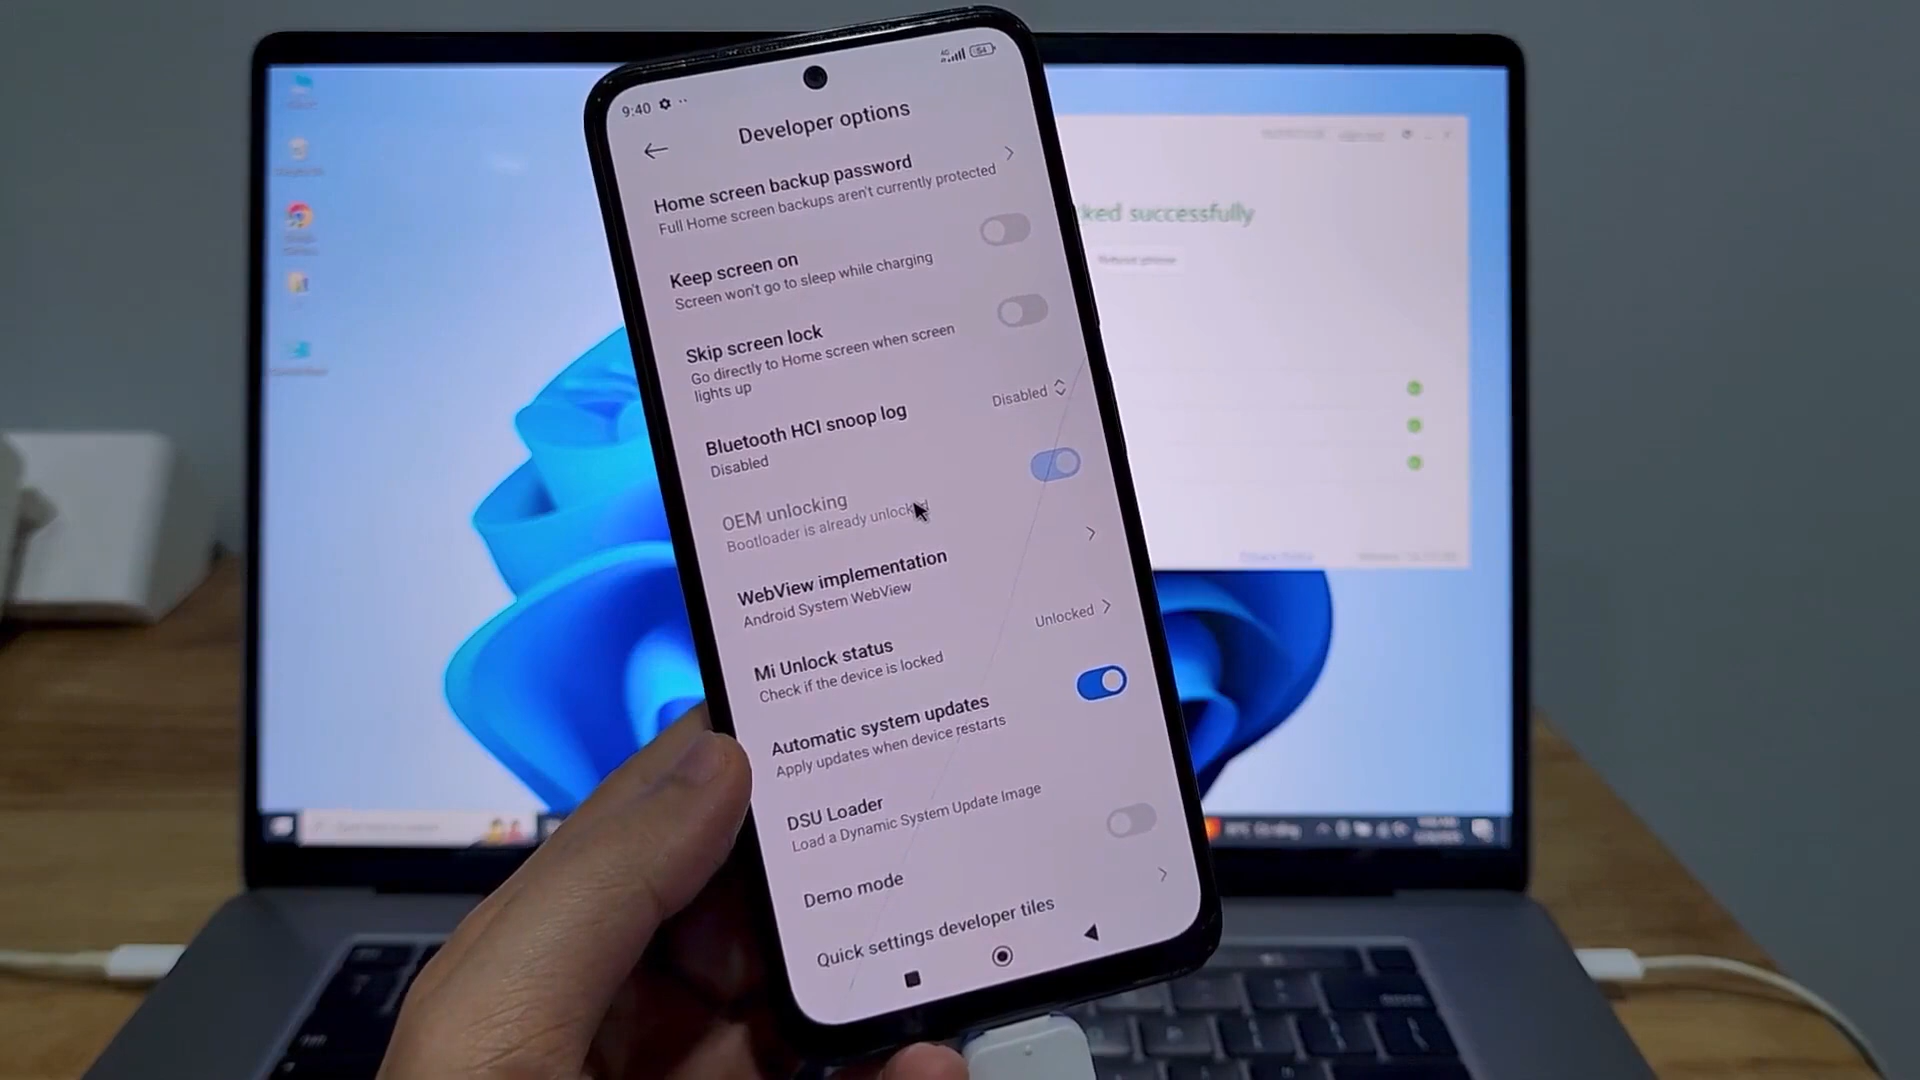 9:40
4G
54
Developer options
Home screen backup password
Full Home screen backups aren't currently protected
Keep screen on
Screen won't go to sleep while charging
Skip screen lock
Go directly to Home screen when screen
lights up
Bluetooth HCI snoop log
Disabled
Disabled
OEM unlocking
Bootloader is already unlocked
WebView implementation
Android System WebView
Mi Unlock status
Check if the device is locked
Unlocked
Automatic system updates
Apply updates when device restarts
DSU Loader
Load a Dynamic System Update Image
Demo mode
Quick settings developer tiles
ked successfully